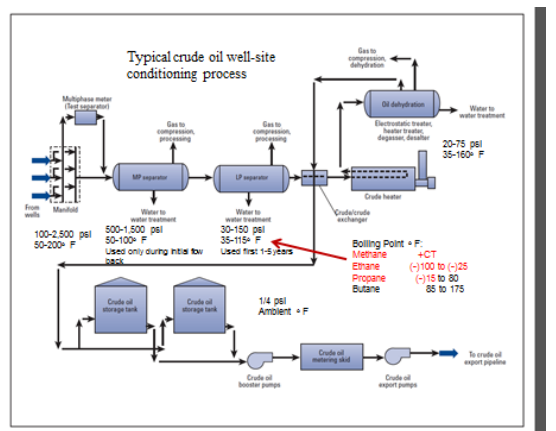 Typical crude oil well-site
conditioning process
Gas to
compression,
dehydration
Multiphase meter
(Test separator)
Gas to
compression,
processing
Gas to
compression,
processing
Oil dehydration
Water to
water treatment
Electrostatic treater,
heater treater,
degasser, desalter
20-75 psi
35-160° F
MP separator
LP separator
Crude heater
From
wells
Manifold
Water to
water treatment
Water to
water treatment
Crude/crude
exchanger
100-2,500 psi
50-200° F
500-1,500 psi
50-100° F
Used only during initial flow
back
30-150 psi
35-115° F
Used first 1-5 years
Boiling Point ° F:
Methane +CT
Ethane (-)100 to (-)25
Propane (-)15 to 80
Butane 85 to 175
Crude oil
storage tank
Crude oil
storage tank
1/4 psi
Ambient ° F
Crude oil
booster pumps
Crude oil
metering skid
Crude oil
export pumps
To crude oil
export pipeline